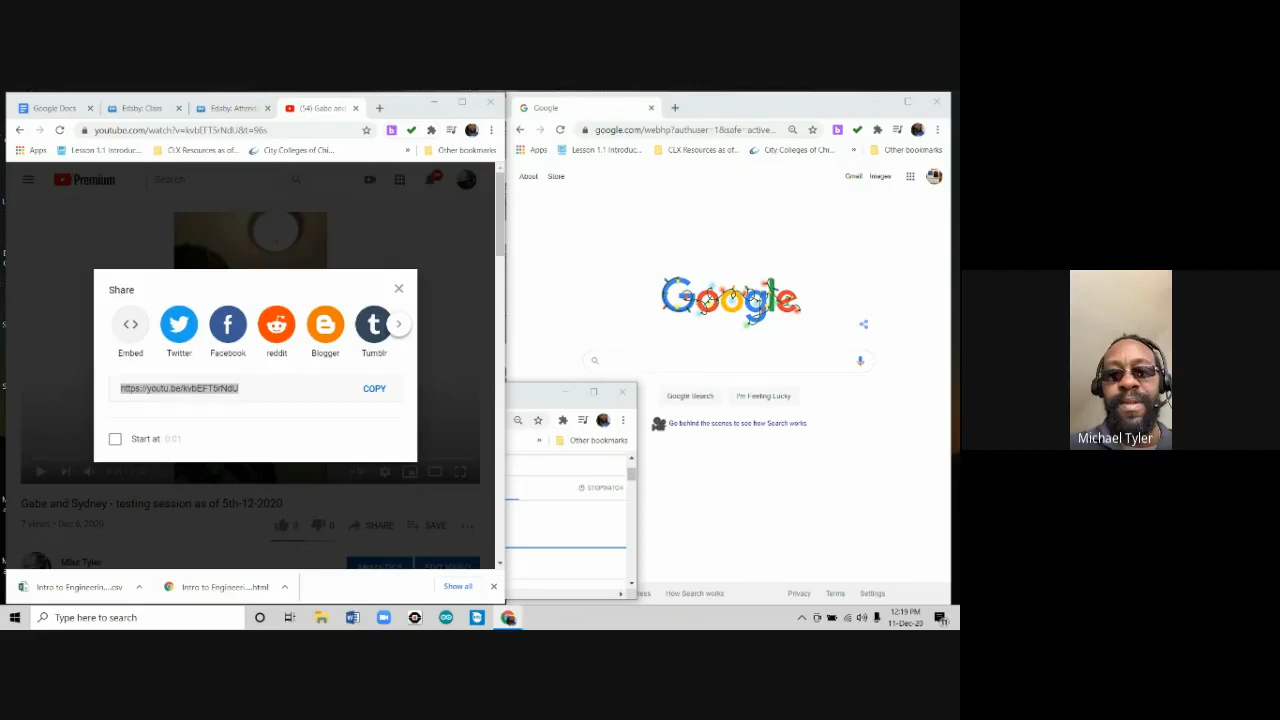 Google Docs
Edsby: Class
Edsby: Attend
(54) Gabe and
youtube.com/watch?v=kvbEFT5rNdU&t=96s
Apps
Lesson 1.1 Introduc...
CLX Resources as of...
City Colleges of Chi...
»
Other bookmarks
Premium
Search
Share
Embed
Twitter
Facebook
reddit
Blogger
Tumblr
https://youtu.be/kvbEFT5rNdU
COPY
Start at 0:01
Gabe and Sydney - testing session as of 5th-12-2020
7 views • Dec 6, 2020
0
0
SHARE
SAVE
Mike Tyler
Intro to Engineerin....csv
Intro to Engineeri....html
Show all
Google
google.com/webhp?authuser=1&safe=active...
Apps
Lesson 1.1 Introduc...
CLX Resources as of...
City Colleges of Chi...
»
Other bookmarks
About
Store
Gmail
Images
Google
Google Search
I'm Feeling Lucky
Go behind the scenes to see how Search works
»
Other bookmarks
STOPWATCH
How Search works
Privacy
Terms
Settings
Type here to search
12:19 PM
11-Dec-20
Michael Tyler